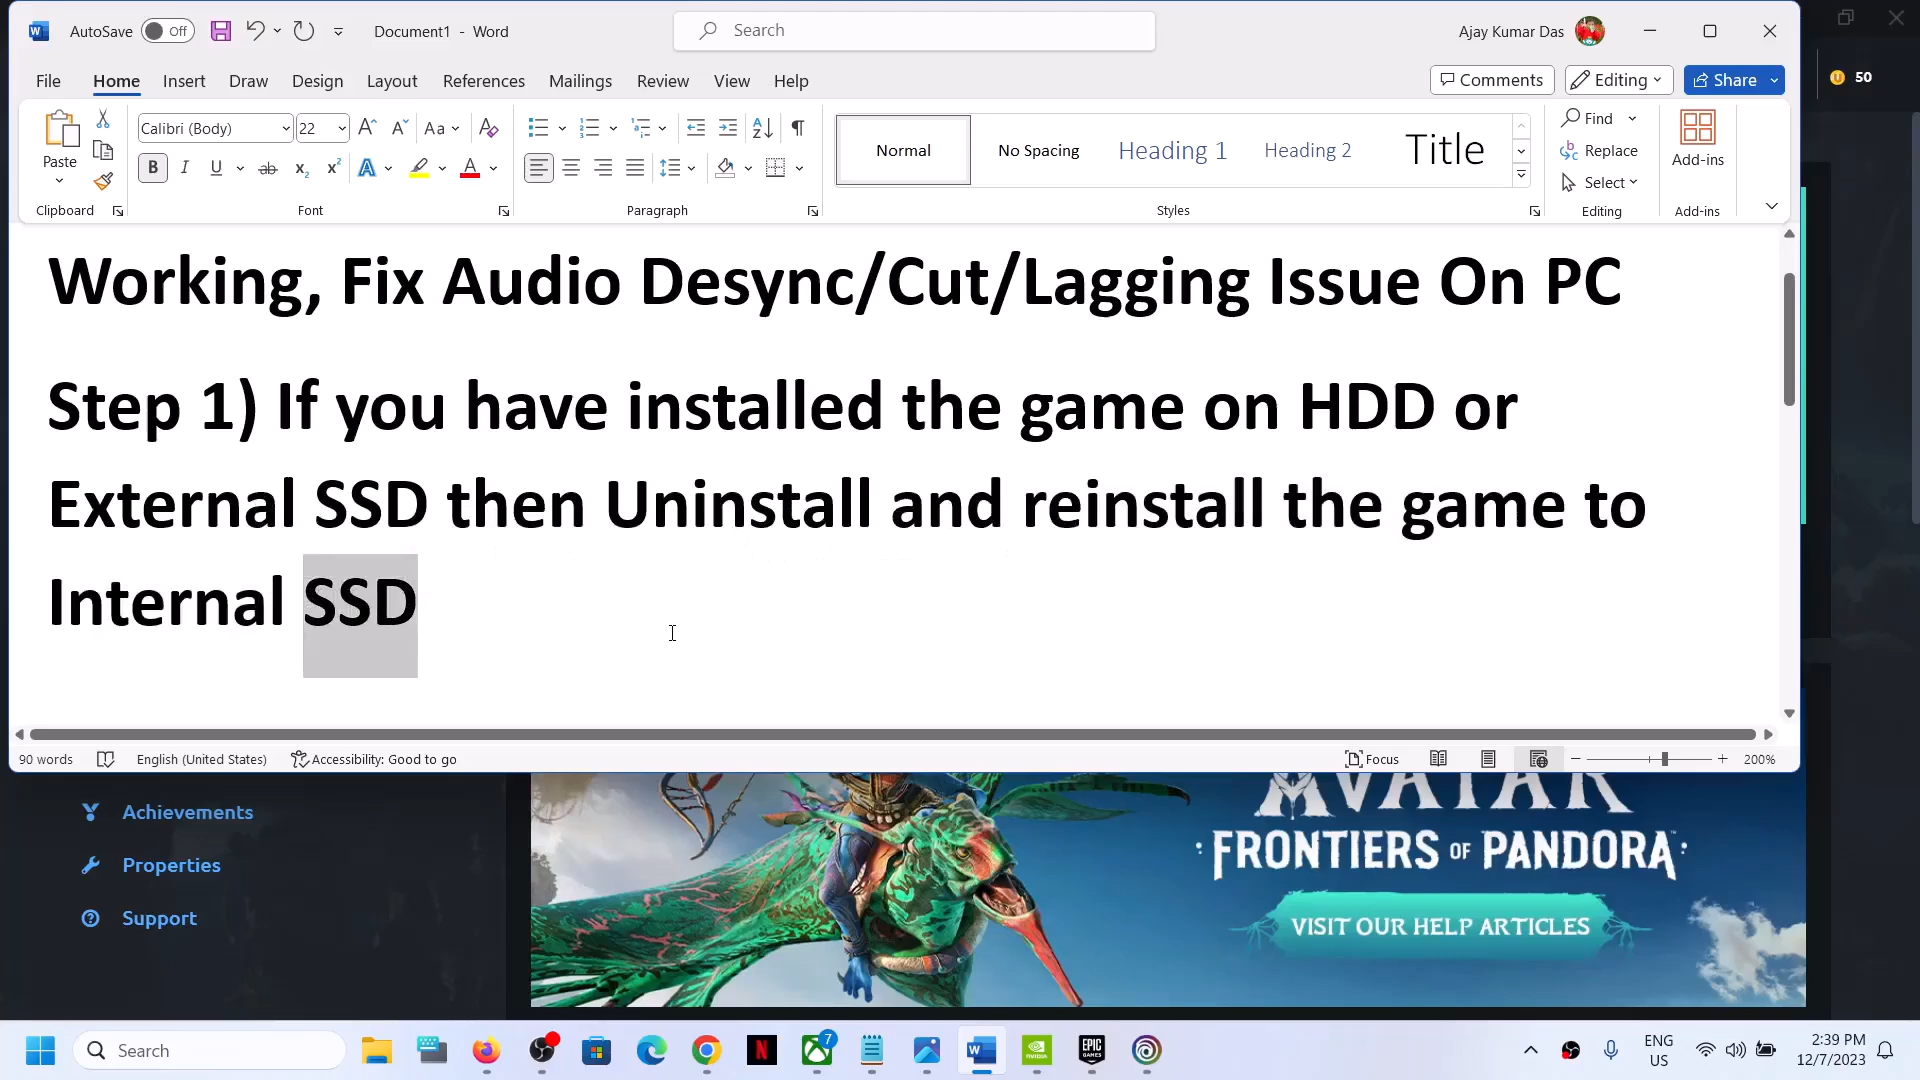 AutoSave Off Document1 - Word Search Ajay Kumar Das
File Home Insert Draw Design Layout References Mailings Review View Help Comments Editing Share
50
Paste Calibri (Body) 22 Normal No Spacing Heading 1 Heading 2 Title Find Replace Select Add-ins
Clipboard Font Paragraph Styles Editing Add-ins
Working, Fix Audio Desync/Cut/Lagging Issue On PC
Step 1) If you have installed the game on HDD or
External SSD then Uninstall and reinstall the game to
Internal SSD
90 words English (United States) Accessibility: Good to go Focus 200%
Achievements
Properties
Support
AVATAR
FRONTIERS OF PANDORA
VISIT OUR HELP ARTICLES
Search
7
EPIC GAMES
ENG
US
2:39 PM
12/7/2023